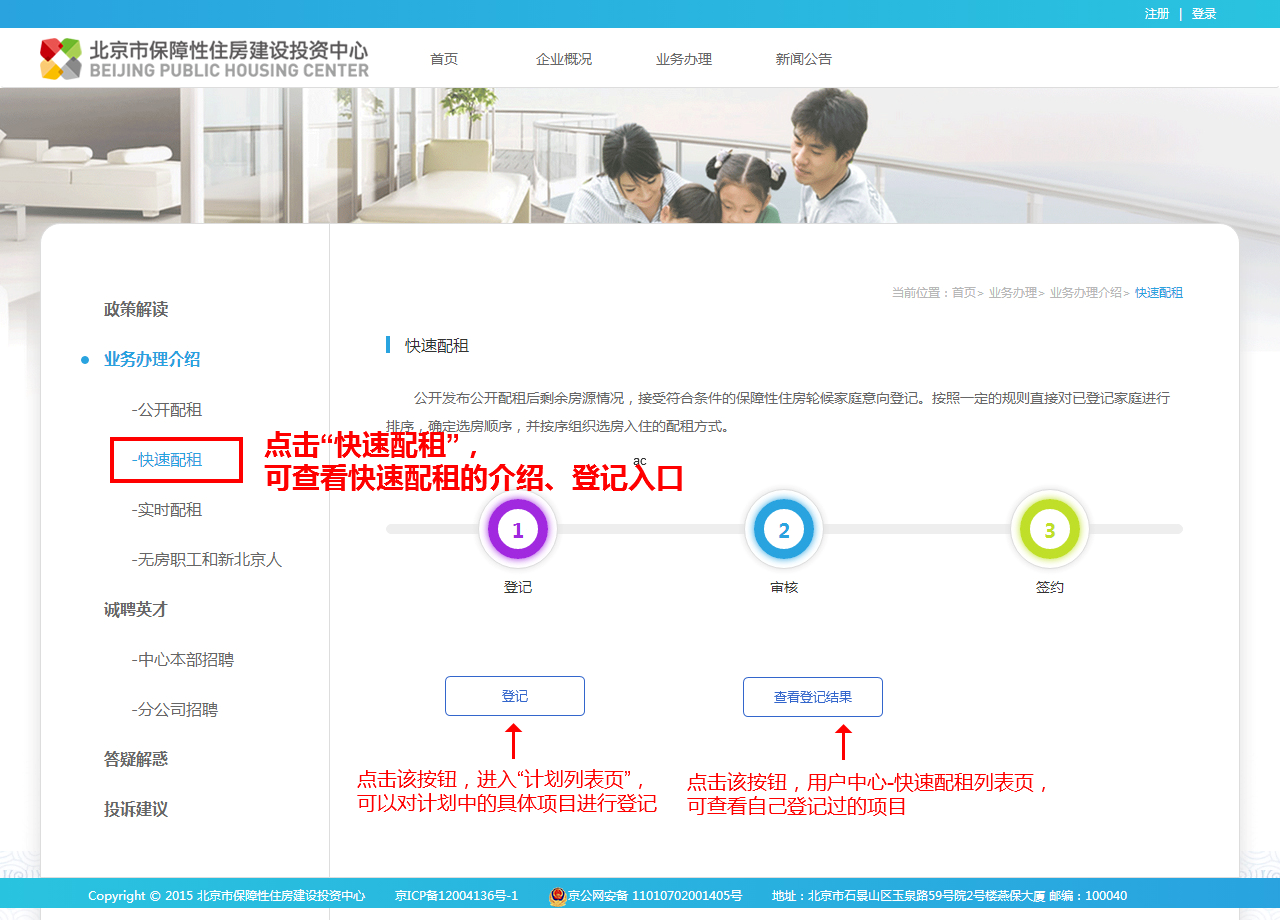 注册 | 登录
北京市保障性住房建设投资中心
BEIJING PUBLIC HOUSING CENTER
首页 企业概况 业务办理 新闻公告
当前位置：首页> 业务办理> 业务办理介绍> 快速配租
政策解读
业务办理介绍
-公开配租
-快速配租
-实时配租
-无房职工和新北京人
诚聘英才
-中心本部招聘
-分公司招聘
答疑解惑
投诉建议
快速配租
公开发布公开配租后剩余房源情况，接受符合条件的保障性住房轮候家庭意向登记。按照一定的规则直接对已登记家庭进行
排序，确定选房顺序，并按序组织选房入住的配租方式。
点击“快速配租”，
ac
可查看快速配租的介绍、登记入口
1 2 3
登记 审核 签约
登记 查看登记结果
点击该按钮，进入“计划列表页”，
可以对计划中的具体项目进行登记
点击该按钮，用户中心-快速配租列表页，
可查看自己登记过的项目
Copyright © 2015 北京市保障性住房建设投资中心 京ICP备12004136号-1 京公网安备 11010702001405号 地址：北京市石景山区玉泉路59号院2号楼燕保大厦 邮编：100040